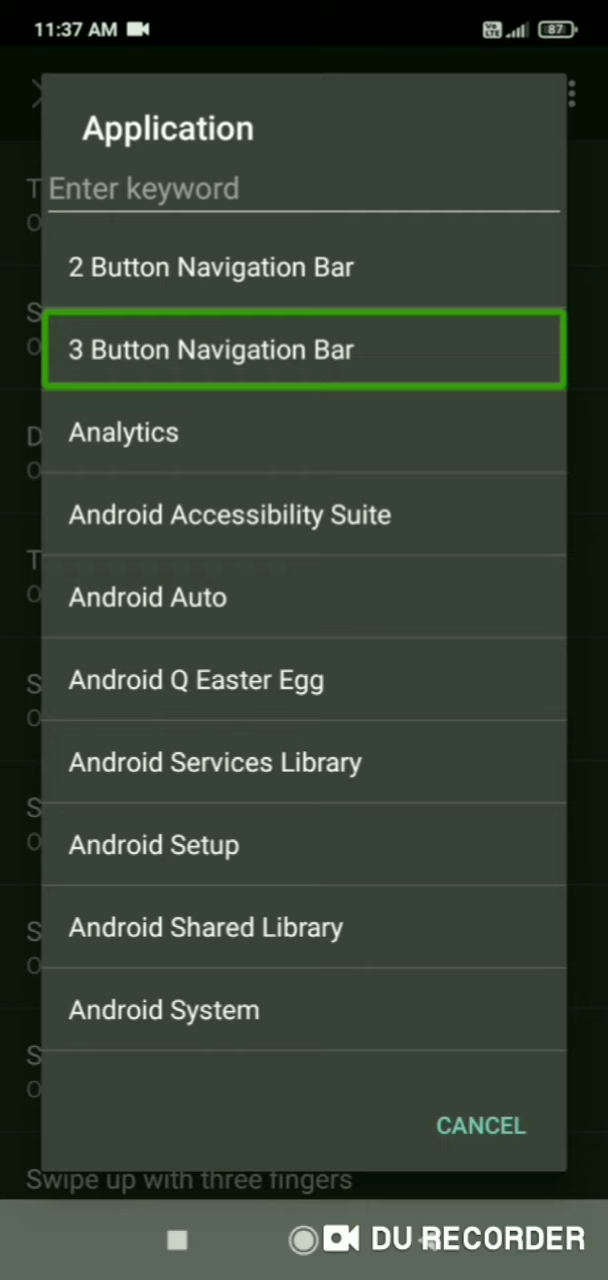 11:37 AM
Vo LTE 87
Application
Enter keyword
2 Button Navigation Bar
3 Button Navigation Bar
Analytics
Android Accessibility Suite
Android Auto
Android Q Easter Egg
Android Services Library
Android Setup
Android Shared Library
Android System
CANCEL
Swipe up with three fingers
DU RECORDER